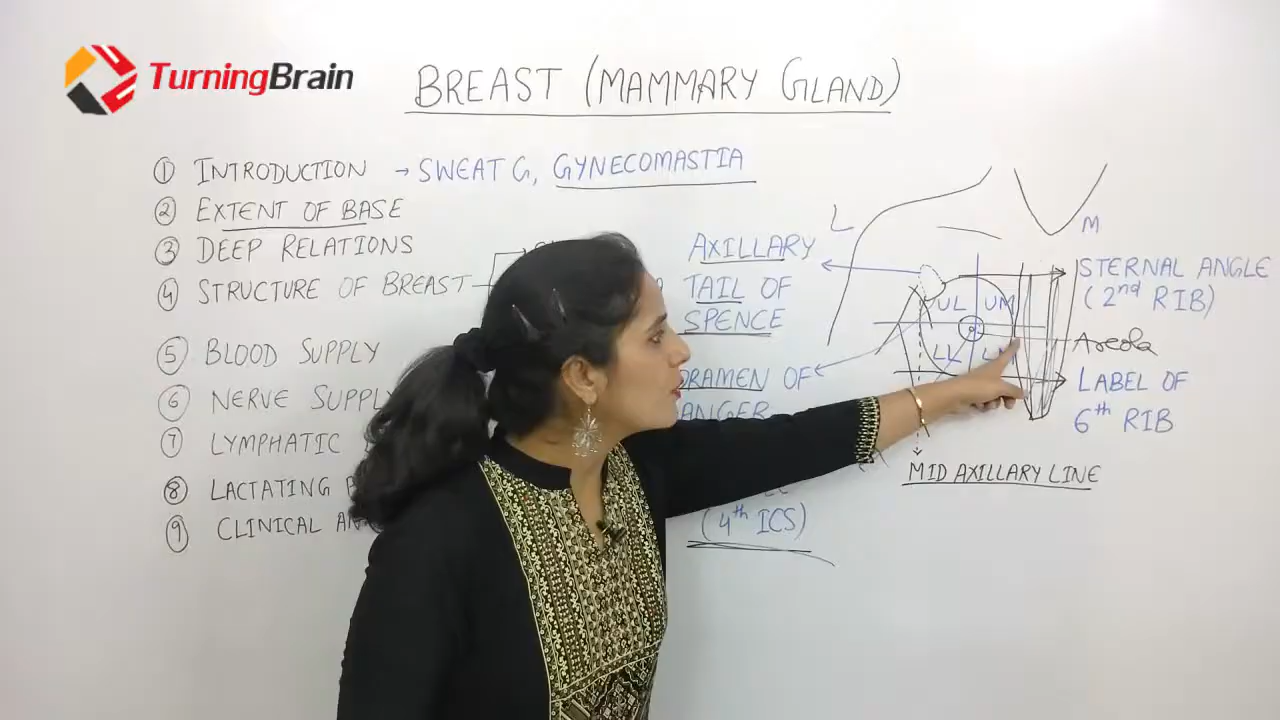 TurningBrain
BREAST (MAMMARY GLAND)
① INTRODUCTION → SWEAT G, GYNECOMASTIA
② EXTENT OF BASE
③ DEEP RELATIONS
④ STRUCTURE OF BREAST
⑤ BLOOD SUPPLY
⑥ NERVE SUPPLY
⑦ LYMPHATIC
⑧ LACTATING
⑨ CLINICAL
L
M
AXILLARY
TAIL OF
SPENCE
UL UM
LL
STERNAL ANGLE
(2nd RIB)
Areola
LABEL OF
6th RIB
OF
MID AXILLARY LINE
(4th ICS)